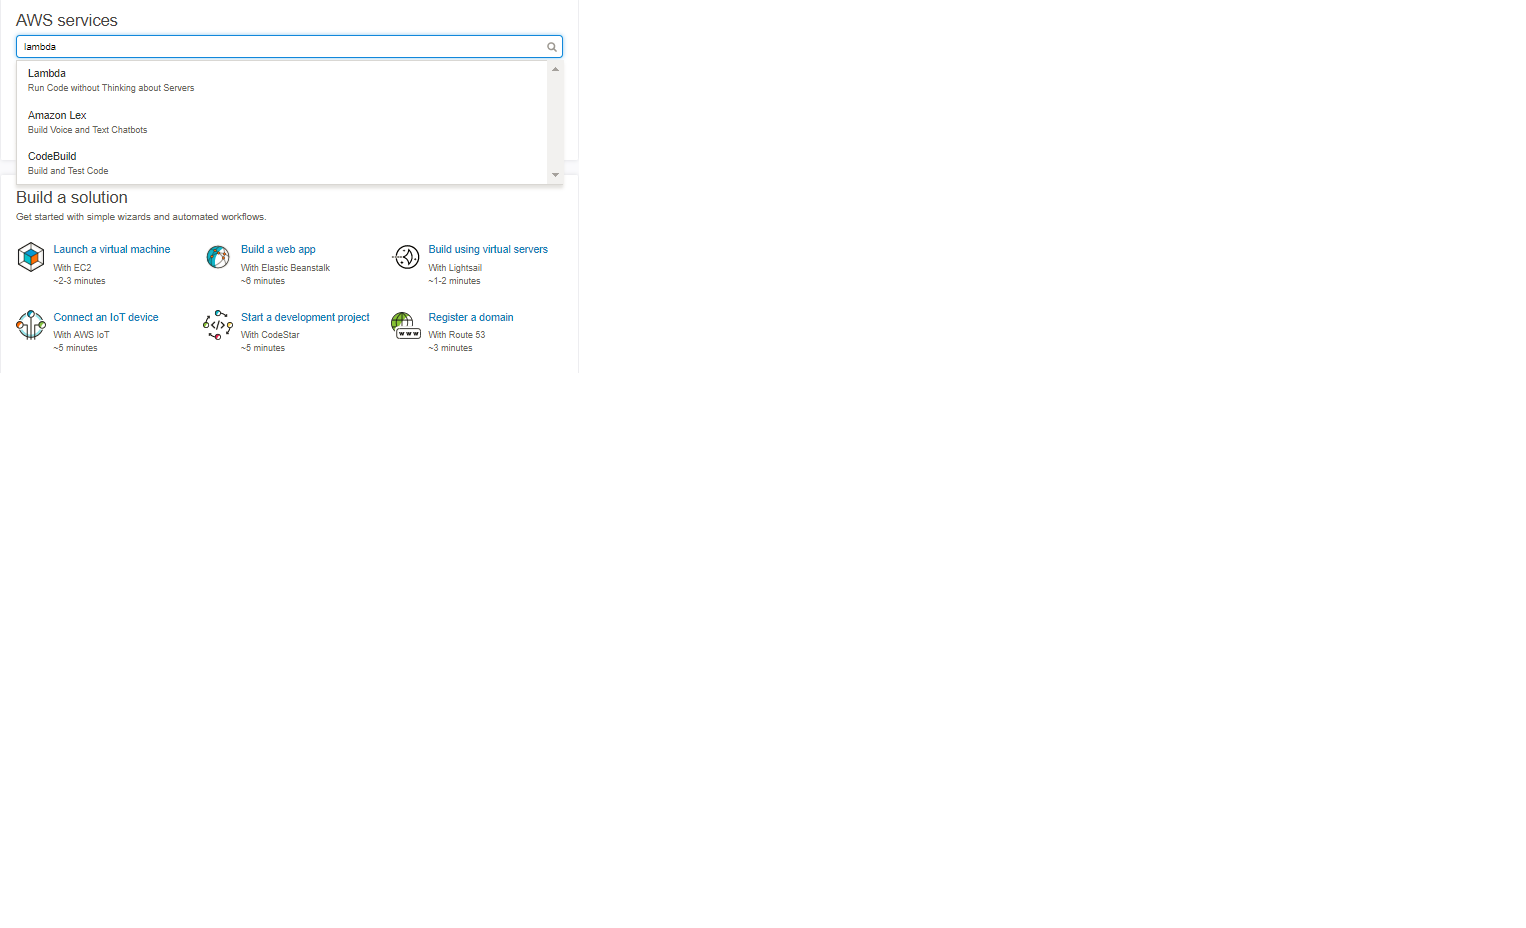 AWS services
lambda
Lambda
Run Code without Thinking about Servers
Amazon Lex
Build Voice and Text Chatbots
CodeBuild
Build and Test Code
Build a solution
Get started with simple wizards and automated workflows.
Launch a virtual machine
With EC2
~2-3 minutes
Build a web app
With Elastic Beanstalk
~6 minutes
Build using virtual servers
With Lightsail
~1-2 minutes
Connect an IoT device
With AWS IoT
~5 minutes
Start a development project
With CodeStar
~5 minutes
WWW
Register a domain
With Route 53
~3 minutes